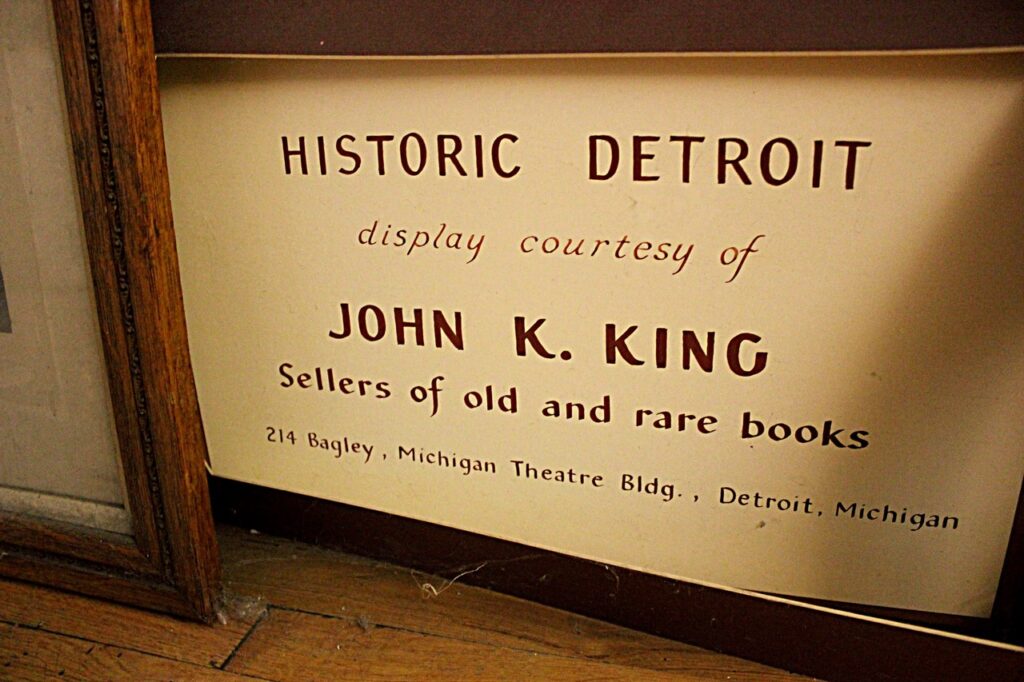 HISTORIC DETROIT
display courtesy of
JOHN K. KING
Sellers of old and rare books
214 Bagley, Michigan Theatre Bldg., Detroit, Michigan